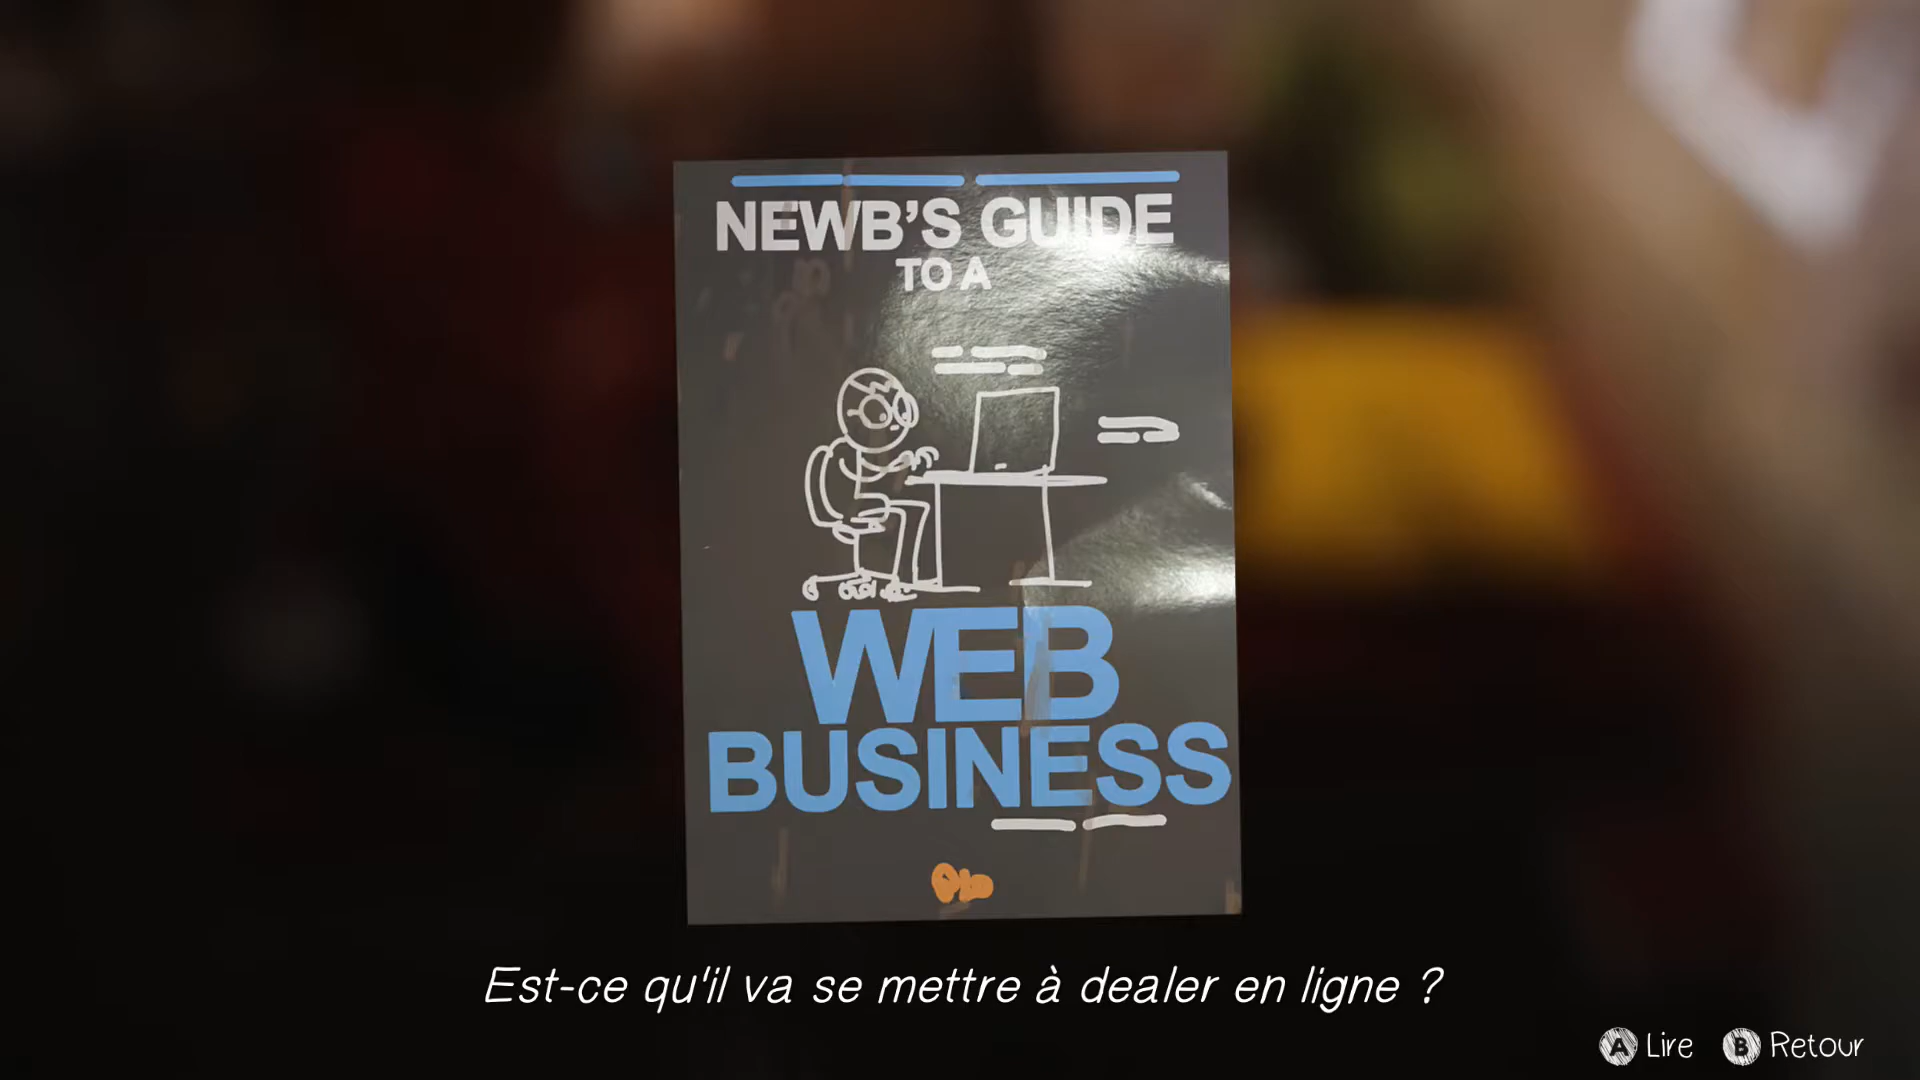 NEWB'S GUIDE
TO A
WEB
BUSINESS
Est-ce qu'il va se mettre à dealer en ligne ?
A Lire B Retour